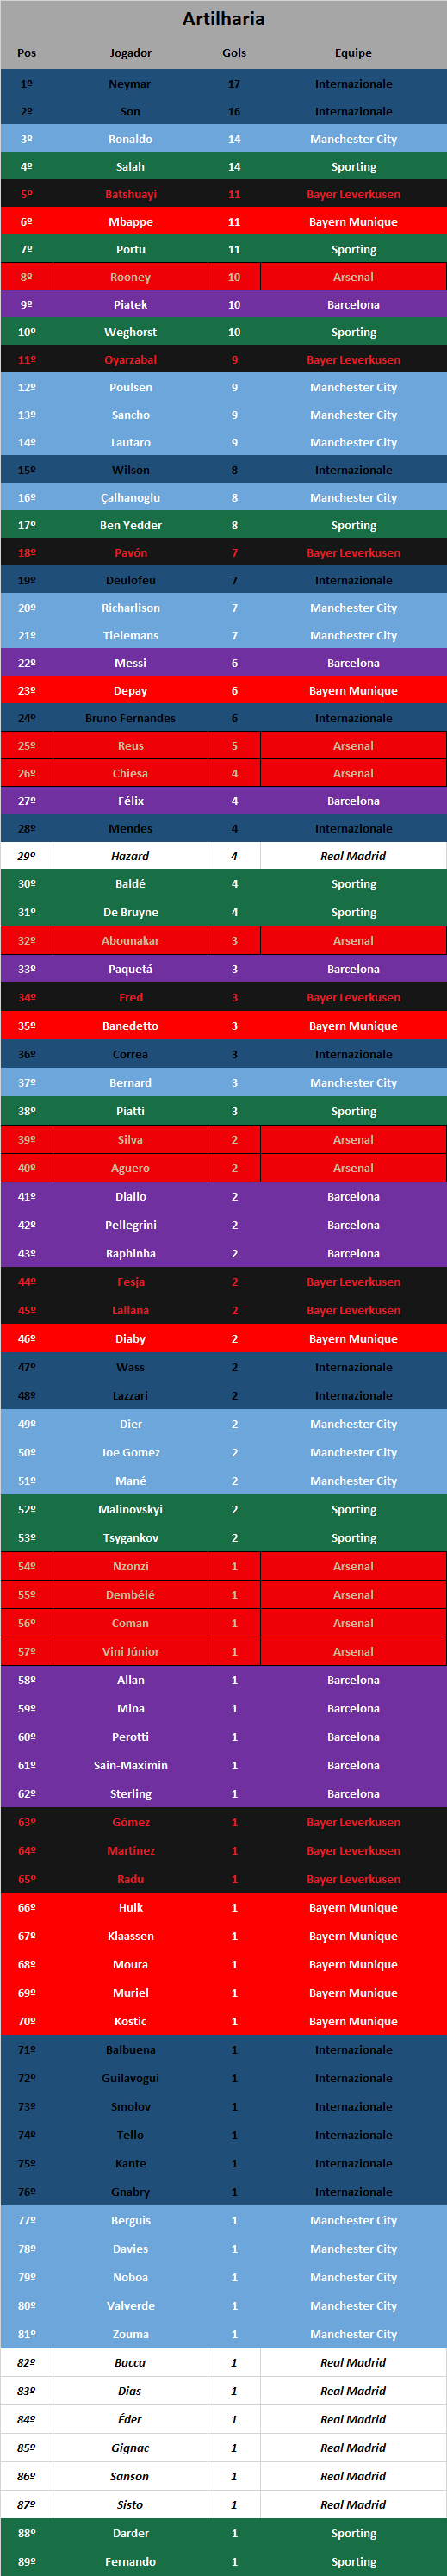 Artilharia
Pos Jogador Gols Equipe
1º Neymar 17 Internazionale
2º Son 16 Internazionale
3º Ronaldo 14 Manchester City
4º Salah 14 Sporting
5º Batshuayi 11 Bayer Leverkusen
6º Mbappe 11 Bayern Munique
7º Portu 11 Sporting
8º Rooney 10 Arsenal
9º Piatek 10 Barcelona
10º Weghorst 10 Sporting
11º Oyarzabal 9 Bayer Leverkusen
12º Poulsen 9 Manchester City
13º Sancho 9 Manchester City
14º Lautaro 9 Manchester City
15º Wilson 8 Internazionale
16º Çalhanoglu 8 Manchester City
17º Ben Yedder 8 Sporting
18º Pavón 7 Bayer Leverkusen
19º Deulofeu 7 Internazionale
20º Richarlison 7 Manchester City
21º Tielemans 7 Manchester City
22º Messi 6 Barcelona
23º Depay 6 Bayern Munique
24º Bruno Fernandes 6 Internazionale
25º Reus 5 Arsenal
26º Chiesa 4 Arsenal
27º Félix 4 Barcelona
28º Mendes 4 Internazionale
29º Hazard 4 Real Madrid
30º Baldé 4 Sporting
31º De Bruyne 4 Sporting
32º Abounakar 3 Arsenal
33º Paquetá 3 Barcelona
34º Fred 3 Bayer Leverkusen
35º Banedetto 3 Bayern Munique
36º Correa 3 Internazionale
37º Bernard 3 Manchester City
38º Piatti 3 Sporting
39º Silva 2 Arsenal
40º Aguero 2 Arsenal
41º Diallo 2 Barcelona
42º Pellegrini 2 Barcelona
43º Raphinha 2 Barcelona
44º Fesja 2 Bayer Leverkusen
45º Lallana 2 Bayer Leverkusen
46º Diaby 2 Bayern Munique
47º Wass 2 Internazionale
48º Lazzari 2 Internazionale
49º Dier 2 Manchester City
50º Joe Gomez 2 Manchester City
51º Mané 2 Manchester City
52º Malinovskyi 2 Sporting
53º Tsygankov 2 Sporting
54º Nzonzi 1 Arsenal
55º Dembélé 1 Arsenal
56º Coman 1 Arsenal
57º Vini Júnior 1 Arsenal
58º Allan 1 Barcelona
59º Mina 1 Barcelona
60º Perotti 1 Barcelona
61º Sain-Maximin 1 Barcelona
62º Sterling 1 Barcelona
63º Gómez 1 Bayer Leverkusen
64º Martínez 1 Bayer Leverkusen
65º Radu 1 Bayer Leverkusen
66º Hulk 1 Bayern Munique
67º Klaassen 1 Bayern Munique
68º Moura 1 Bayern Munique
69º Muriel 1 Bayern Munique
70º Kostic 1 Bayern Munique
71º Balbuena 1 Internazionale
72º Guilavogui 1 Internazionale
73º Smolov 1 Internazionale
74º Tello 1 Internazionale
75º Kante 1 Internazionale
76º Gnabry 1 Internazionale
77º Berguis 1 Manchester City
78º Davies 1 Manchester City
79º Noboa 1 Manchester City
80º Valverde 1 Manchester City
81º Zouma 1 Manchester City
82º Bacca 1 Real Madrid
83º Dias 1 Real Madrid
84º Éder 1 Real Madrid
85º Gignac 1 Real Madrid
86º Sanson 1 Real Madrid
87º Sisto 1 Real Madrid
88º Darder 1 Sporting
89º Fernando 1 Sporting